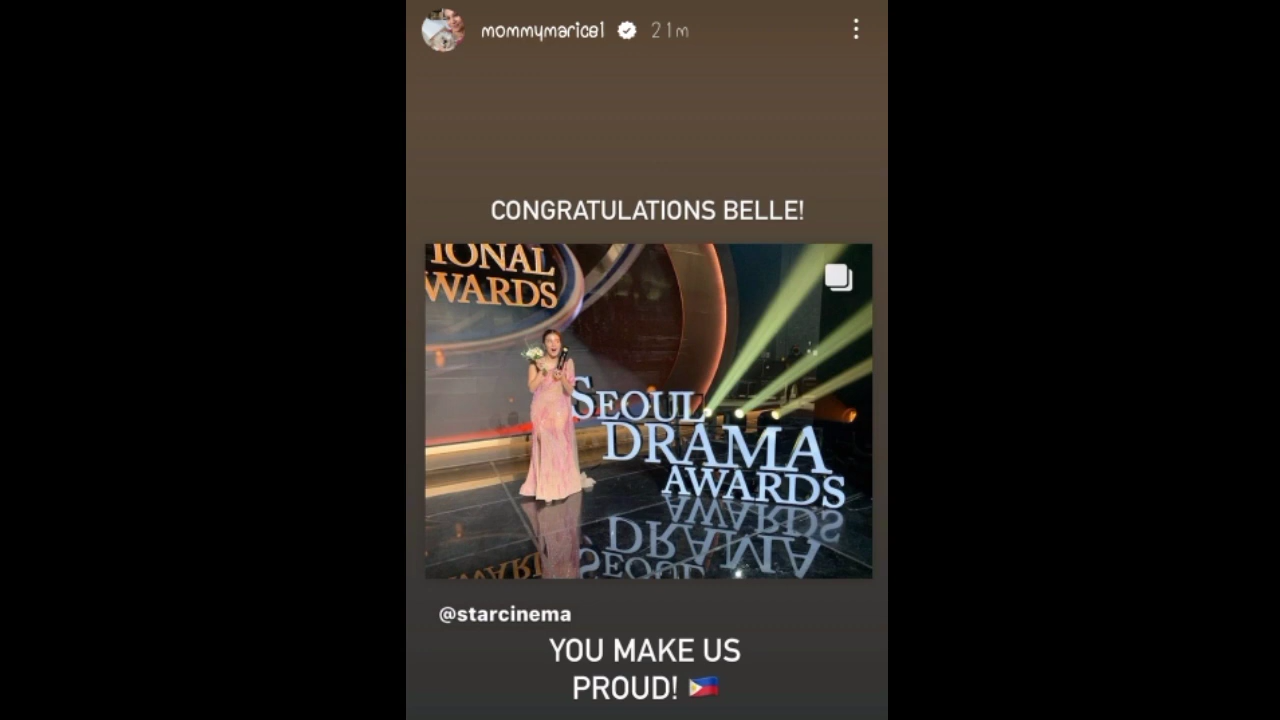 mommymaricel 21m
CONGRATULATIONS BELLE!
IONAL
WARDS
SEOUL
DRAMA
AWARDS
@starcinema
YOU MAKE US
PROUD! 🇵🇭